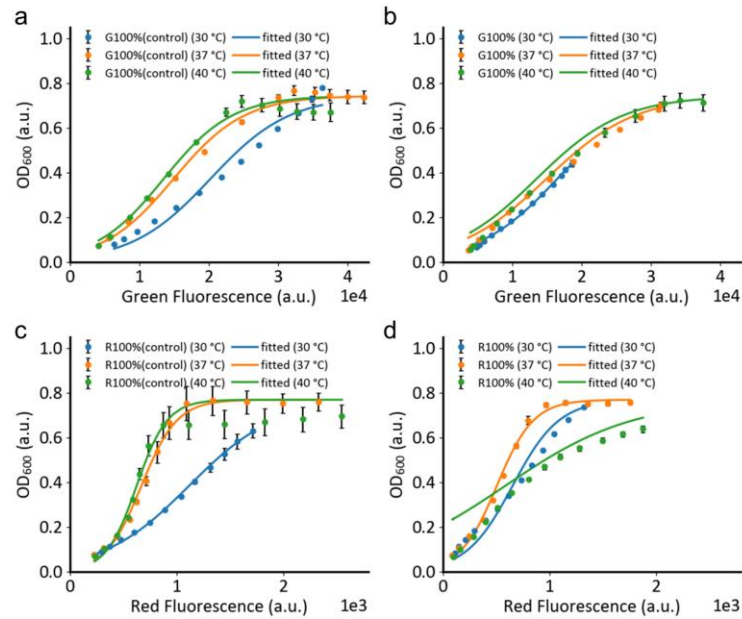 a
G100%(control) (30 °C) fitted (30 °C)
G100%(control) (37 °C) fitted (37 °C)
G100%(control) (40 °C) fitted (40 °C)
1.0
0.8
0.6
0.4
0.2
0.0
OD600 (a.u.)
0 1 2 3 4
Green Fluorescence (a.u.) 1e4
b
G100% (30 °C) fitted (30 °C)
G100% (37 °C) fitted (37 °C)
G100% (40 °C) fitted (40 °C)
1.0
0.8
0.6
0.4
0.2
0.0
OD600 (a.u.)
0 1 2 3 4
Green Fluorescence (a.u.) 1e4
c
R100%(control) (30 °C) fitted (30 °C)
R100%(control) (37 °C) fitted (37 °C)
R100%(control) (40 °C) fitted (40 °C)
1.0
0.8
0.6
0.4
0.2
0.0
OD600 (a.u.)
0 1 2
Red Fluorescence (a.u.) 1e3
d
R100% (30 °C) fitted (30 °C)
R100% (37 °C) fitted (37 °C)
R100% (40 °C) fitted (40 °C)
1.0
0.8
0.6
0.4
0.2
0.0
OD600 (a.u.)
0 1 2
Red Fluorescence (a.u.) 1e3